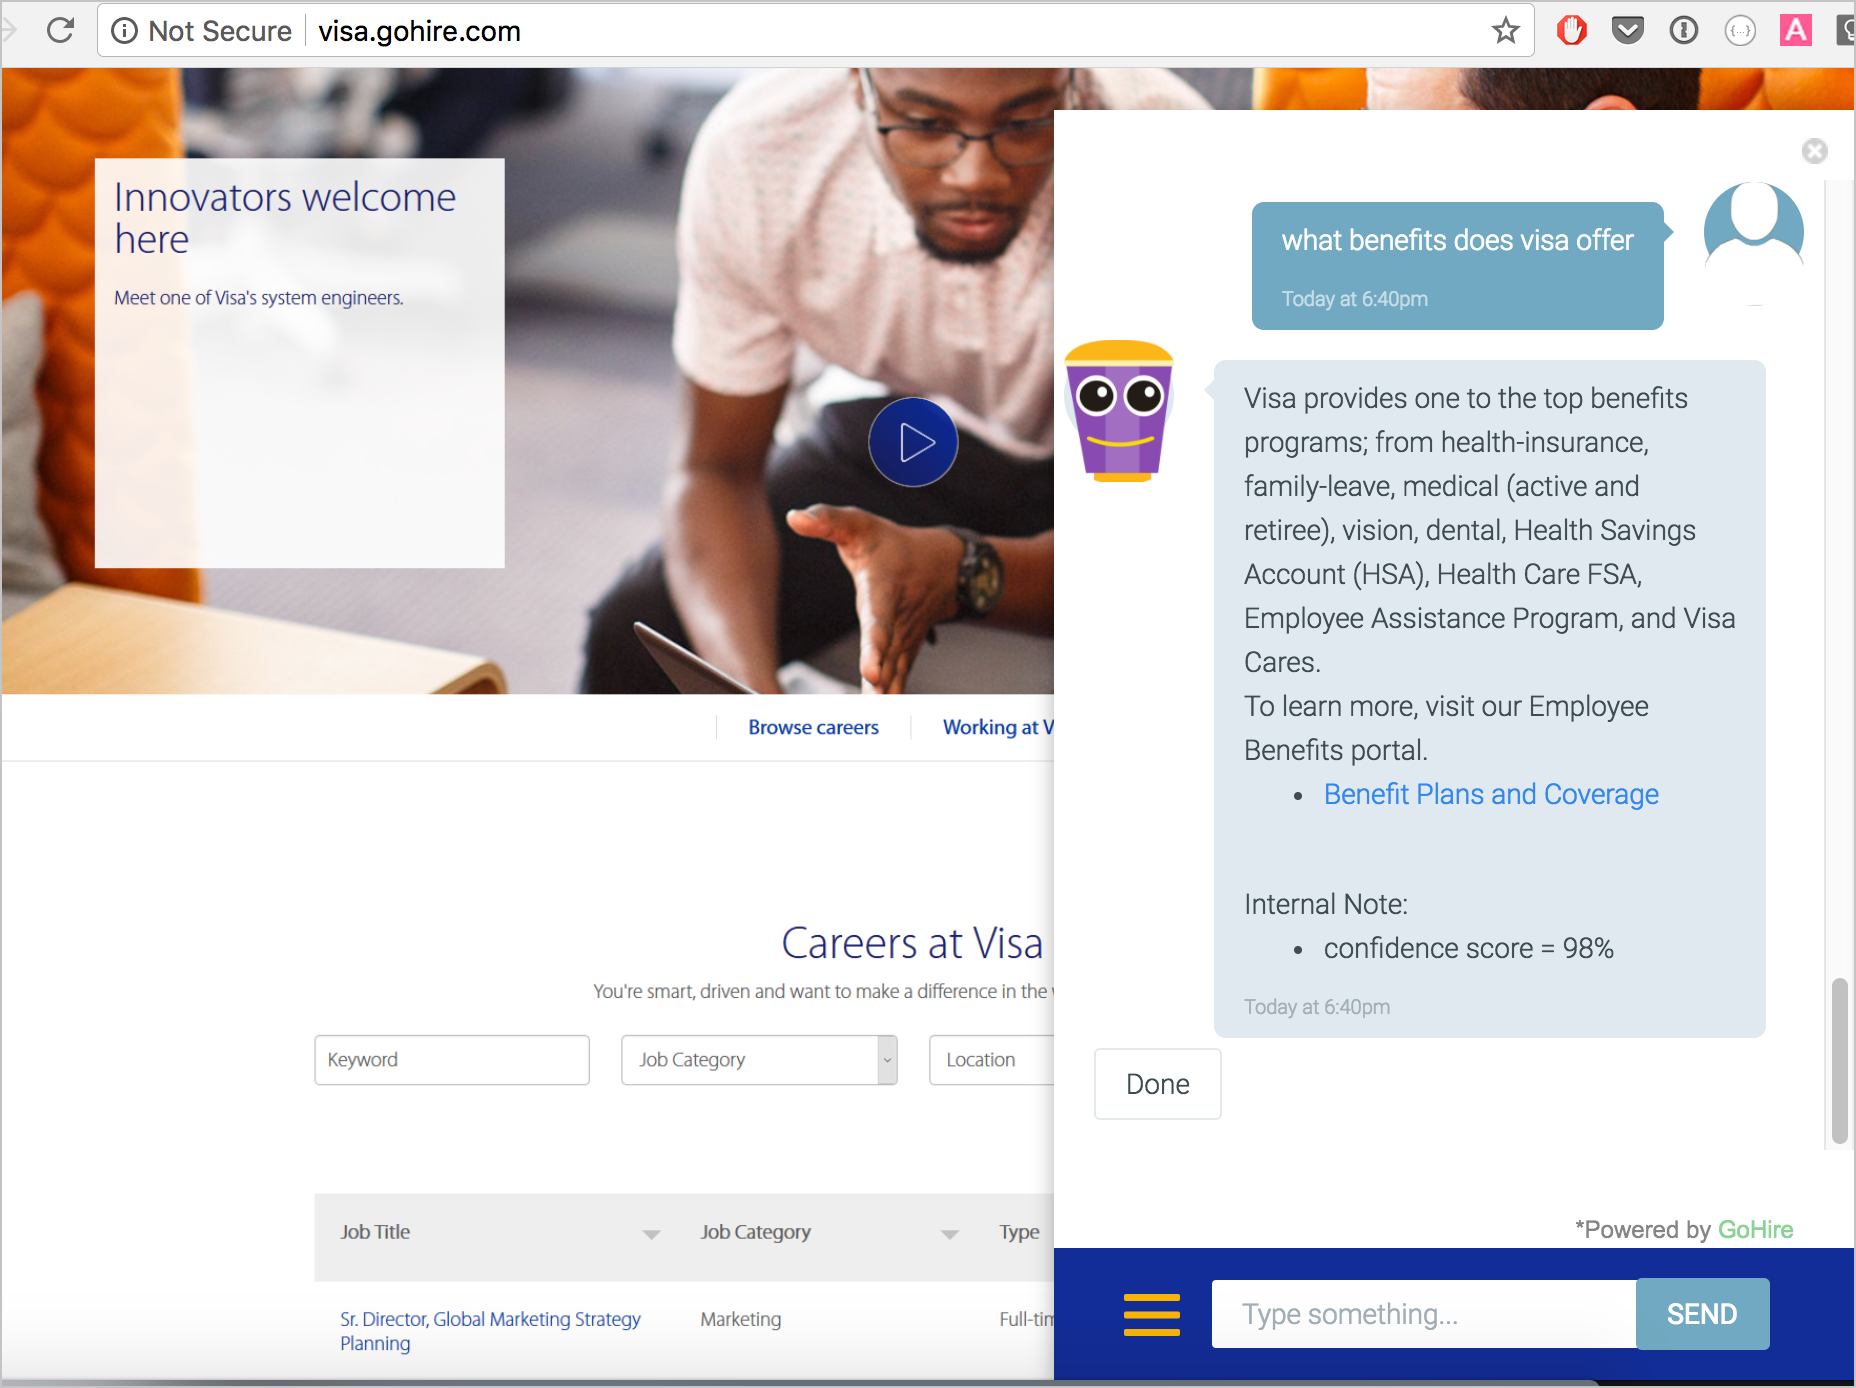 Not Secure
visa.gohire.com
A
Innovators welcome
here
Meet one of Visa's system engineers.
Browse careers
Working at V
Careers at Visa
You're smart, driven and want to make a difference in the
Keyword
Job Category
Location
Job Title
Job Category
Type
Sr. Director, Global Marketing Strategy
Planning
Marketing
Full-tim
what benefits does visa offer
Today at 6:40pm
Visa provides one to the top benefits
programs; from health-insurance,
family-leave, medical (active and
retiree), vision, dental, Health Savings
Account (HSA), Health Care FSA,
Employee Assistance Program, and Visa
Cares.
To learn more, visit our Employee
Benefits portal.
• Benefit Plans and Coverage
Internal Note:
• confidence score = 98%
Today at 6:40pm
Done
*Powered by GoHire
Type something...
SEND